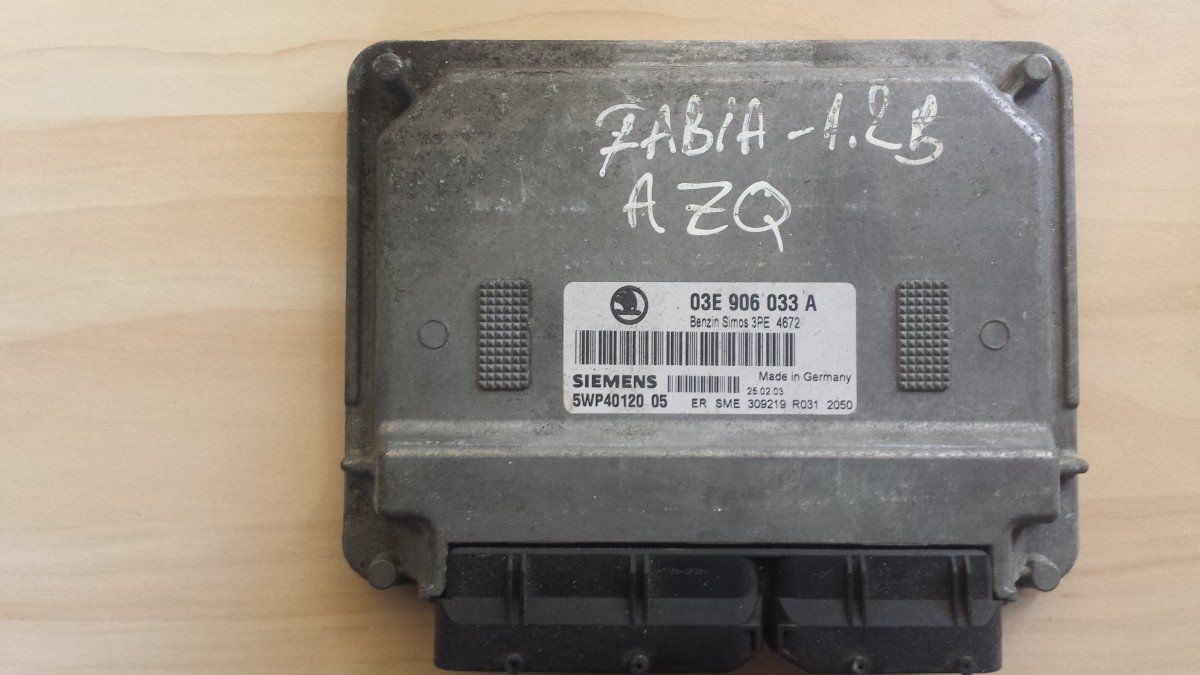 FABIA - 1.2B
AZQ
03E 906 033 A
Benzin Simos 3PE 4672
SIEMENS
Made in Germany
25 02 03
5WP40120 05 ER SME 309219 R031 2050